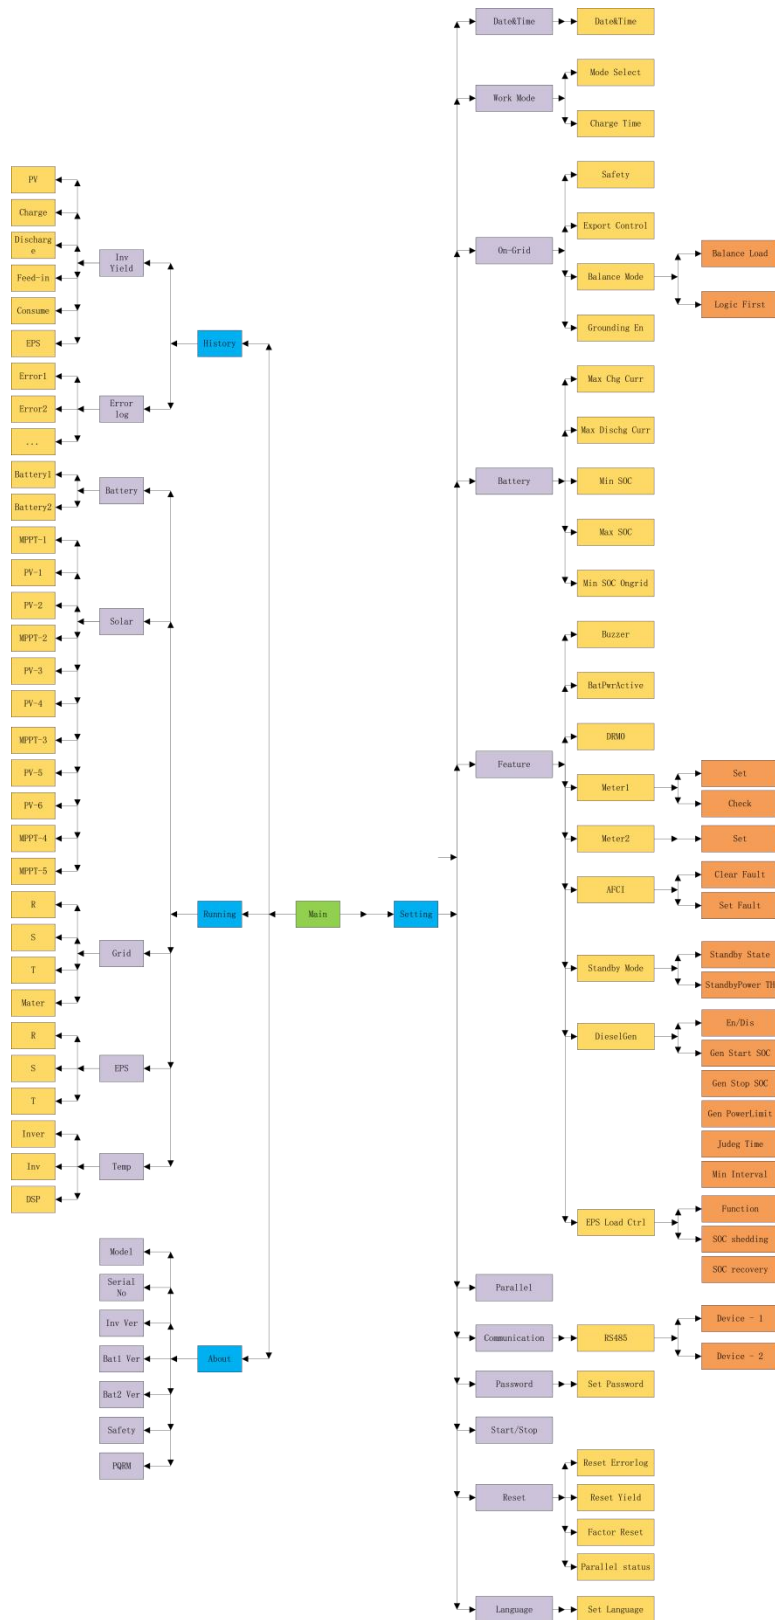 Date&Time
Date&Time
Work Mode
Mode Select
Charge Time
On-Grid
Safety
Export Control
Balance Mode
Balance Load
Logic First
Grounding En
Battery
Max Chg Curr
Max Dischg Curr
Min SOC
Max SOC
Min SOC Ongrid
Feature
Buzzer
BatPwrActive
DRM0
Meter1
Set
Check
Meter2
Set
AFCI
Clear Fault
Set Fault
Standby Mode
Standby State
StandbyPower TH
DieselGen
En/Dis
Gen Start SOC
Gen Stop SOC
Gen PowerLimit
Judeg Time
Min Interval
EPS Load Ctrl
Function
SOC shedding
SOC recovery
Parallel
Communication
RS485
Device - 1
Device - 2
Password
Set Password
Start/Stop
Reset
Reset Errorlog
Reset Yield
Factor Reset
Parallel status
Language
Set Language
Setting
Main
History
Inv
Yield
PV
Charge
Discharg
e
Feed-in
Consume
EPS
Error
log
Error1
Error2
...
Running
Battery
Battery1
Battery2
Solar
MPPT-1
PV-1
PV-2
MPPT-2
PV-3
PV-4
MPPT-3
PV-5
PV-6
MPPT-4
MPPT-5
Grid
R
S
T
Mater
EPS
R
S
T
Temp
Inver
Inv
DSP
About
Model
Serial
No
Inv Ver
Bat1 Ver
Bat2 Ver
Safety
PQRM